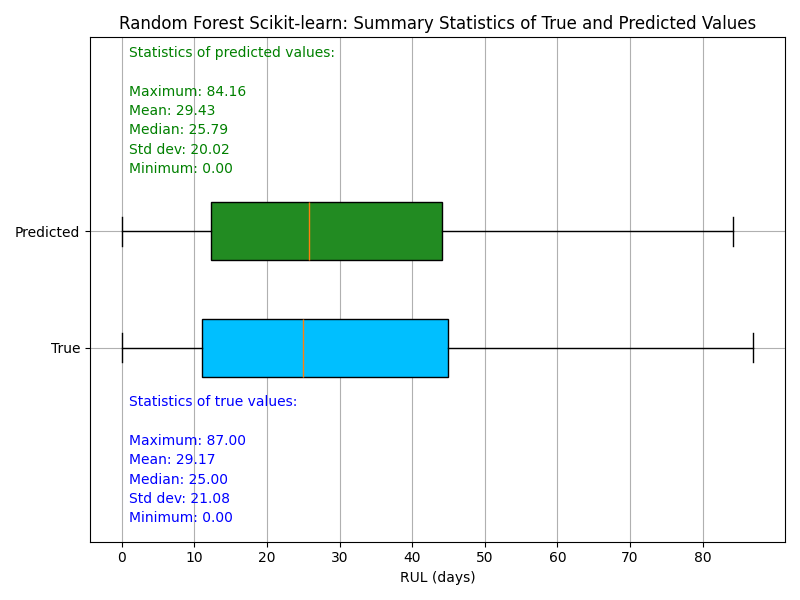 Random Forest Scikit-learn: Summary Statistics of True and Predicted Values
Statistics of predicted values:
Maximum: 84.16
Mean: 29.43
Median: 25.79
Std dev: 20.02
Minimum: 0.00
Predicted
True
Statistics of true values:
Maximum: 87.00
Mean: 29.17
Median: 25.00
Std dev: 21.08
Minimum: 0.00
0 10 20 30 40 50 60 70 80
RUL (days)